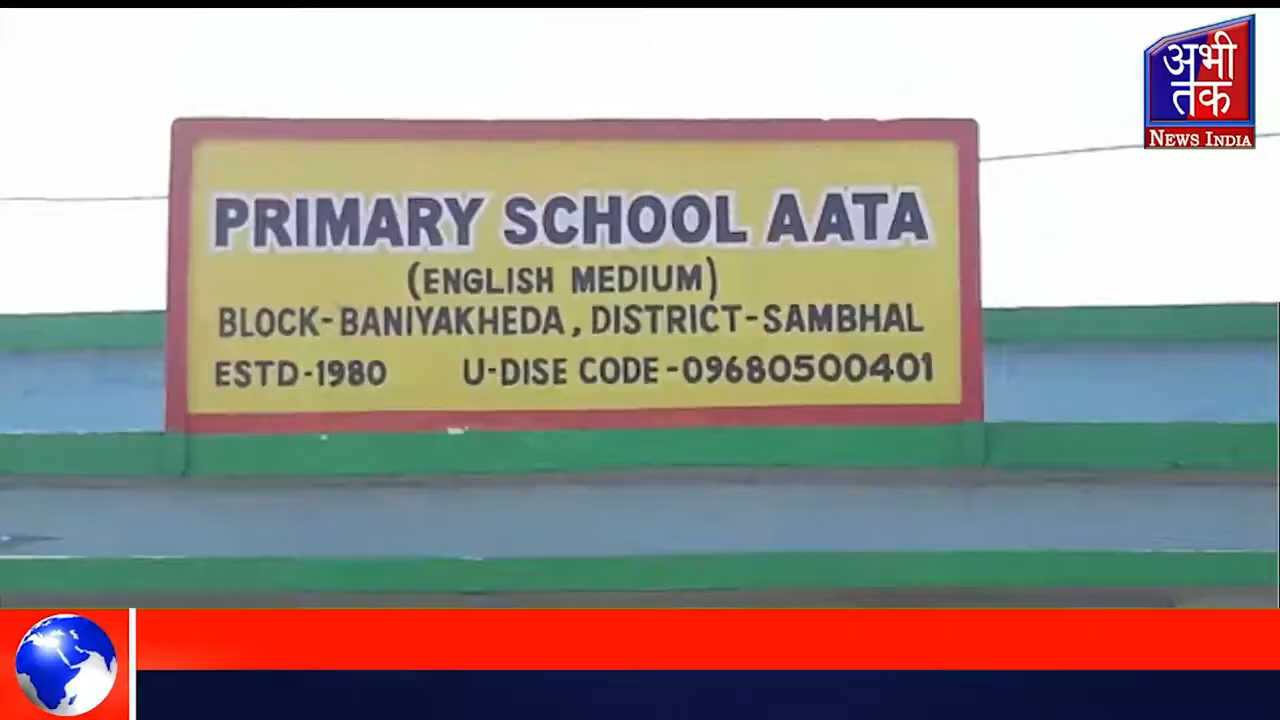 अभी
तक
NEWS INDIA
PRIMARY SCHOOL AATA
(ENGLISH MEDIUM)
BLOCK-BANIYAKHEDA, DISTRICT-SAMBHAL
ESTD-1980 U-DISE CODE-09680500401